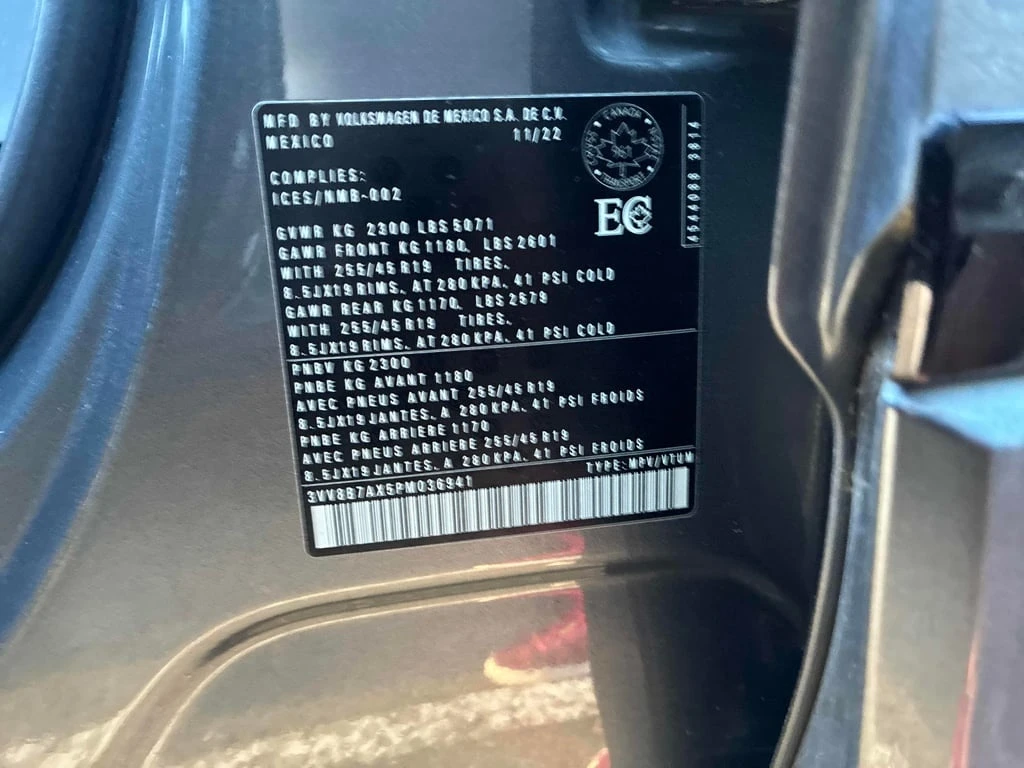 MFD BY VOLKSWAGEN DE MEXICO S.A. DE C.V.
MEXICO 11/22
CANADA
TRANSPORT
COMPLIES:
ICES/NMB-002
EC
GVWR KG 2300 LBS 5071
GAWR FRONT KG 1180, LBS 2601
WITH 255/45 R19 TIRES,
8.5JX19 RIMS, AT 280 KPA, 41 PSI COLD
GAWR REAR KG 1170, LBS 2579
WITH 255/45 R19 TIRES,
8.5JX19 RIMS, AT 280 KPA, 41 PSI COLD
PNBV KG 2300
PNBE KG AVANT 1180
AVEC PNEUS AVANT 255/45 R19
8.5JX19 JANTES, A 280 KPA, 41 PSI FROIDS
PNBE KG ARRIERE 1170
AVEC PNEUS ARRIERE 255/45 R19
8.5JX19 JANTES, A 280 KPA, 41 PSI FROIDS
TYPE: MPV/VTUM
3VV8B7AX5PM036941